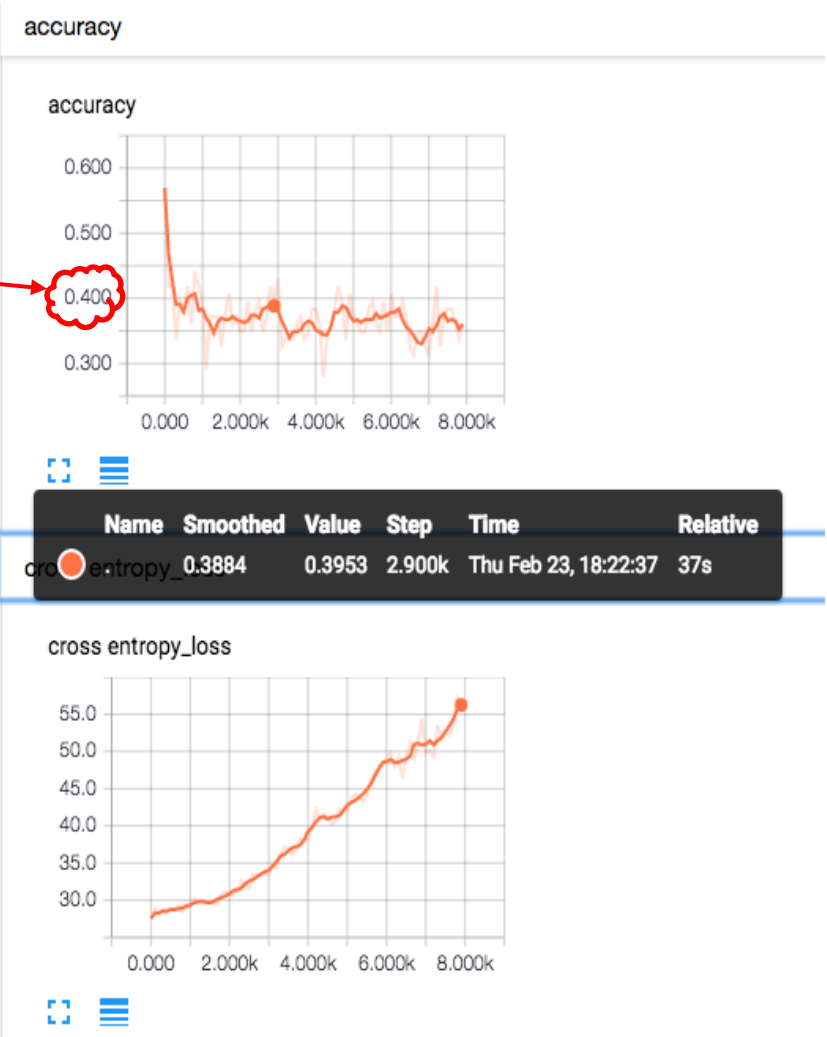 accuracy
accuracy
0.600
0.500
0.400
0.300
0.000 2.000k 4.000k 6.000k 8.000k
Name Smoothed Value Step Time Relative
. 0.3884 0.3953 2.900k Thu Feb 23, 18:22:37 37s
cross entropy_loss
cross entropy_loss
55.0
50.0
45.0
40.0
35.0
30.0
0.000 2.000k 4.000k 6.000k 8.000k